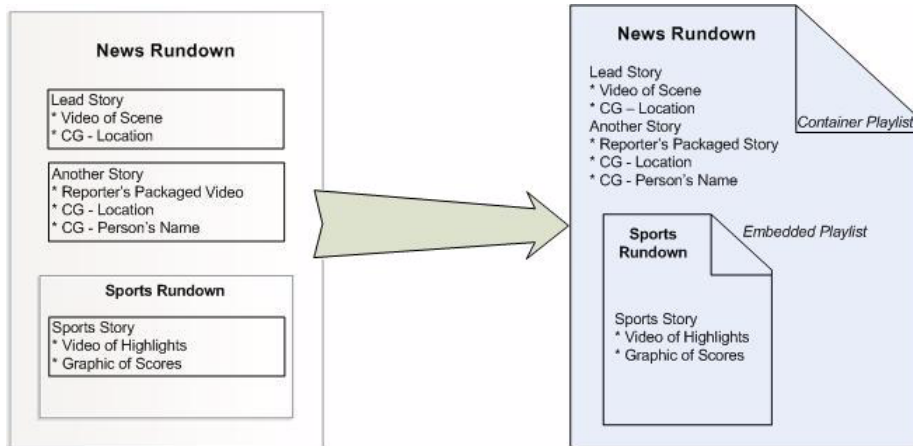 News Rundown
Lead Story
* Video of Scene
* CG - Location
Another Story
* Reporter's Packaged Video
* CG - Location
* CG - Person's Name
Sports Rundown
Sports Story
* Video of Highlights
* Graphic of Scores
News Rundown
Lead Story
* Video of Scene
* CG – Location
Another Story
* Reporter's Packaged Story
* CG - Location
* CG - Person's Name
Container Playlist
Sports
Rundown
Embedded Playlist
Sports Story
* Video of Highlights
* Graphic of Scores